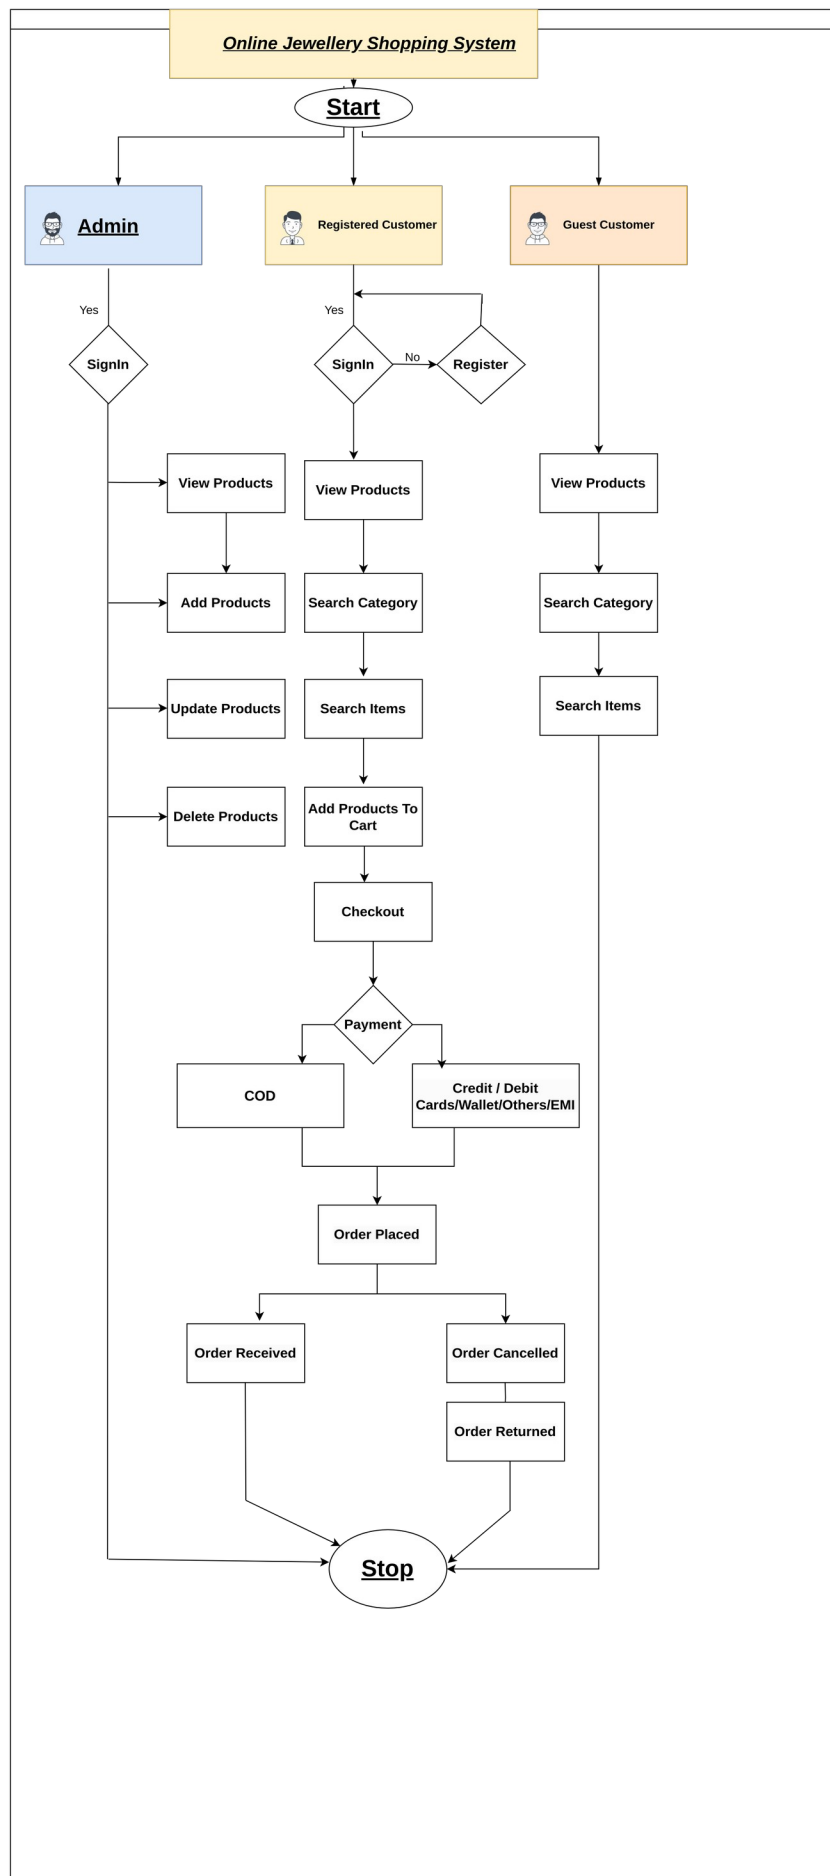 Online Jewellery Shopping System
Start
Admin
Registered Customer
Guest Customer
Yes
Yes
SignIn
SignIn
No
Register
View Products
View Products
View Products
Add Products
Search Category
Search Category
Update Products
Search Items
Search Items
Delete Products
Add Products To
Cart
Checkout
Payment
COD
Credit / Debit
Cards/Wallet/Others/EMI
Order Placed
Order Received
Order Cancelled
Order Returned
Stop